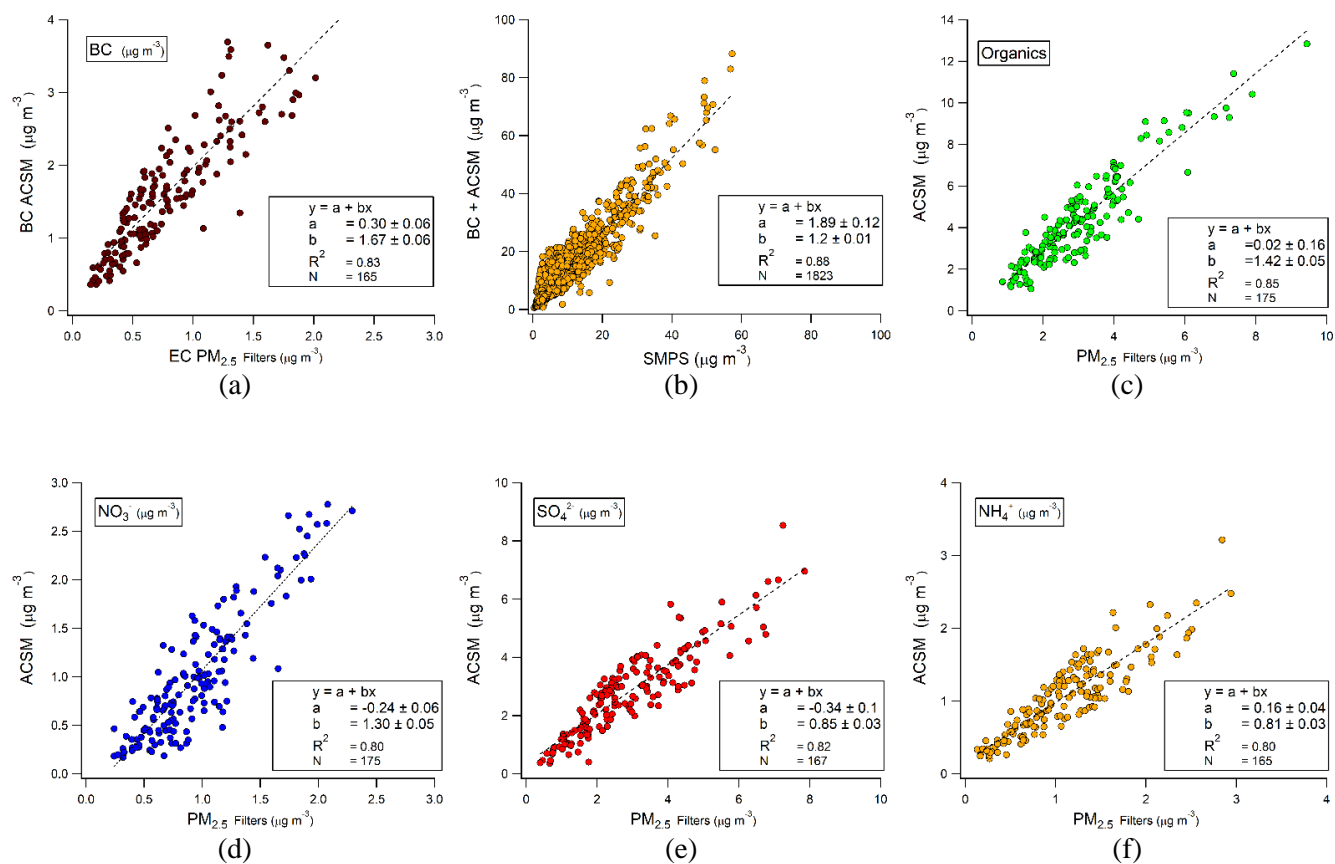 BC (μg m⁻³)
BC ACSM (μg m⁻³)
4
3
2
1
0
y = a + bx
a = 0.30 ± 0.06
b = 1.67 ± 0.06
R² = 0.83
N = 165
0.0 0.5 1.0 1.5 2.0 2.5 3.0
EC PM₂.₅ Filters (μg m⁻³)
(a)
BC + ACSM (μg m⁻³)
100
80
60
40
20
0
y = a + bx
a = 1.89 ± 0.12
b = 1.2 ± 0.01
R² = 0.88
N = 1823
0 20 40 60 80 100
SMPS (μg m⁻³)
(b)
Organics
ACSM (μg m⁻³)
14
12
10
8
6
4
2
0
y = a + bx
a =0.02 ± 0.16
b =1.42 ± 0.05
R² = 0.85
N = 175
0 2 4 6 8 10
PM₂.₅ Filters (μg m⁻³)
(c)
NO₃⁻ (μg m⁻³)
ACSM (μg m⁻³)
3.0
2.5
2.0
1.5
1.0
0.5
0.0
y = a + bx
a = -0.24 ± 0.06
b = 1.30 ± 0.05
R² = 0.80
N = 175
0.0 0.5 1.0 1.5 2.0 2.5 3.0
PM₂.₅ Filters (μg m⁻³)
(d)
SO₄²⁻ (μg m⁻³)
ACSM (μg m⁻³)
10
8
6
4
2
0
y = a + bx
a = -0.34 ± 0.1
b = 0.85 ± 0.03
R² = 0.82
N = 167
0 2 4 6 8 10
PM₂.₅ Filters (μg m⁻³)
(e)
NH₄⁺ (μg m⁻³)
ACSM (μg m⁻³)
4
3
2
1
0
y = a + bx
a = 0.16 ± 0.04
b = 0.81 ± 0.03
R² = 0.80
N = 165
0 1 2 3 4
PM₂.₅ Filters (μg m⁻³)
(f)